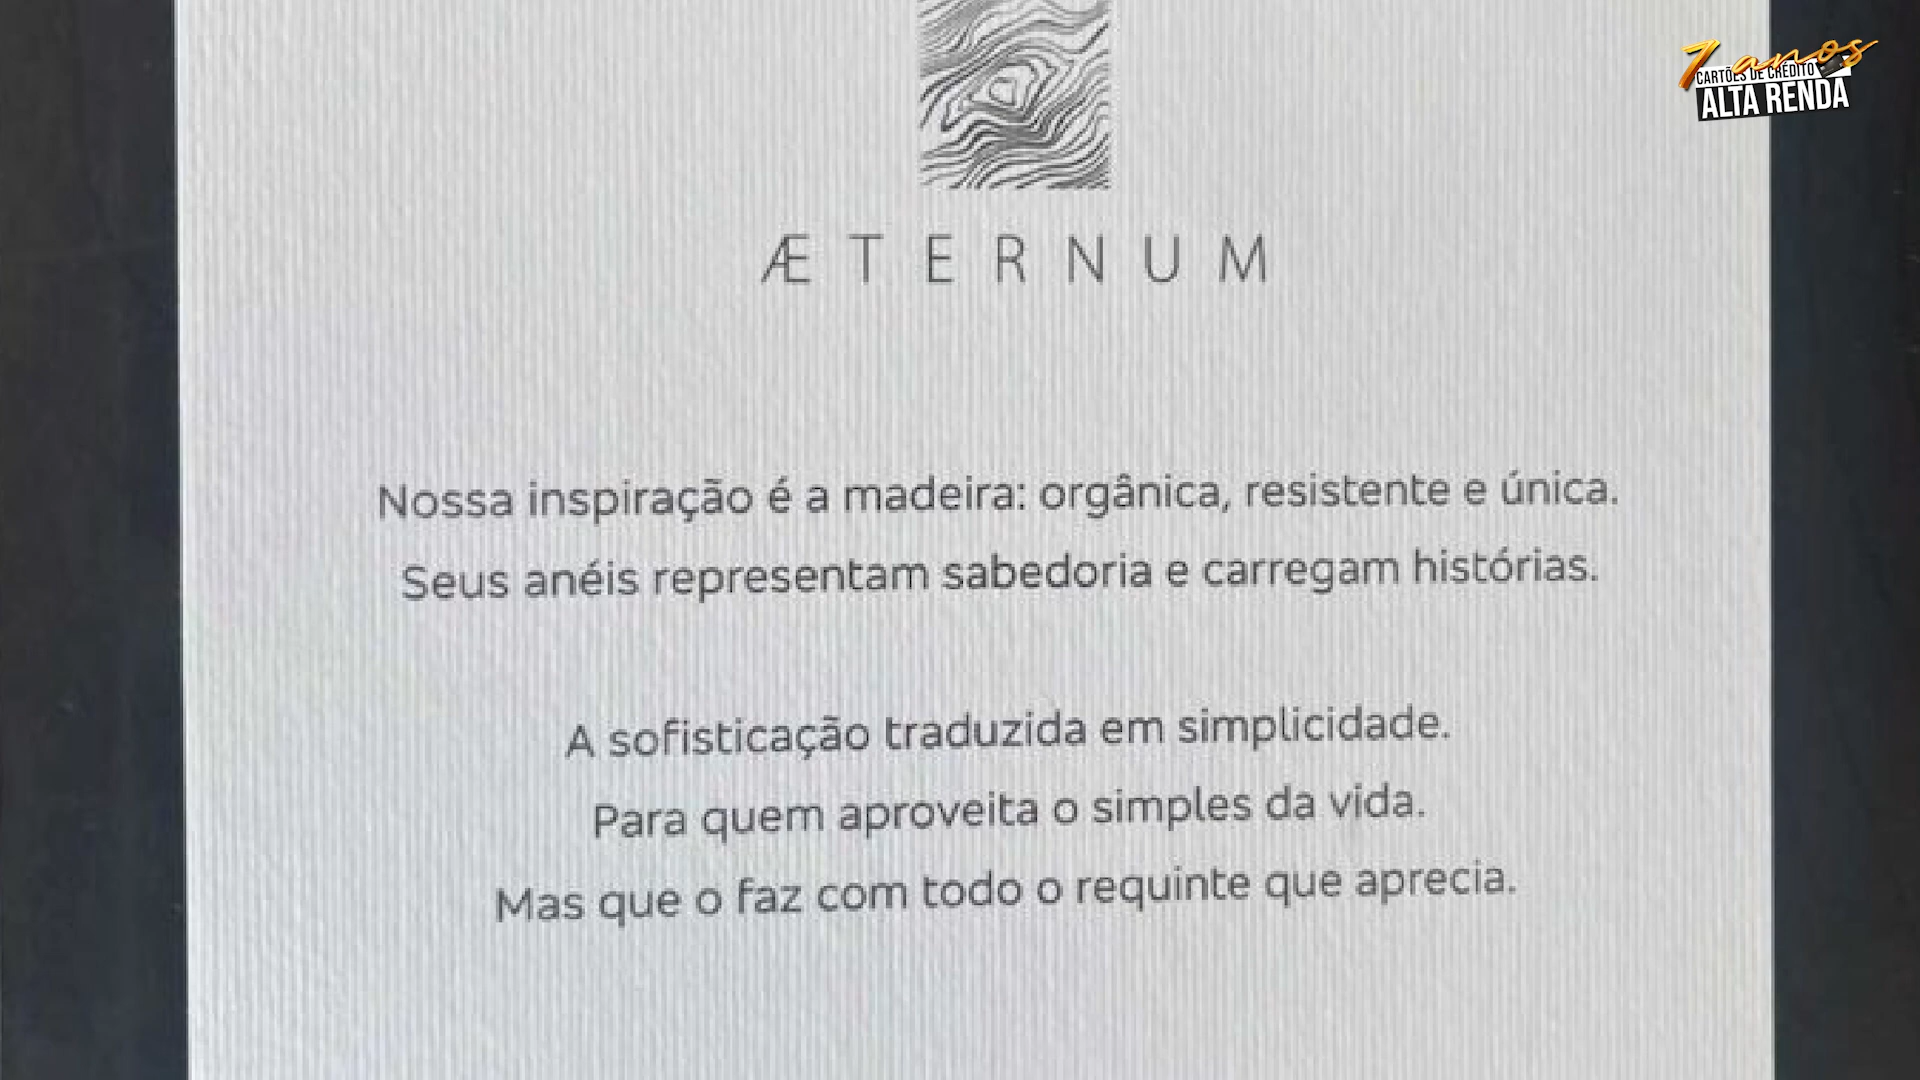 7 anos
CARTÕES DE CRÉDITO
ALTA RENDA
ÆTERNUM
Nossa inspiração é a madeira: orgânica, resistente e única.
Seus anéis representam sabedoria e carregam histórias.
A sofisticação traduzida em simplicidade.
Para quem aproveita o simples da vida.
Mas que o faz com todo o requinte que aprecia.